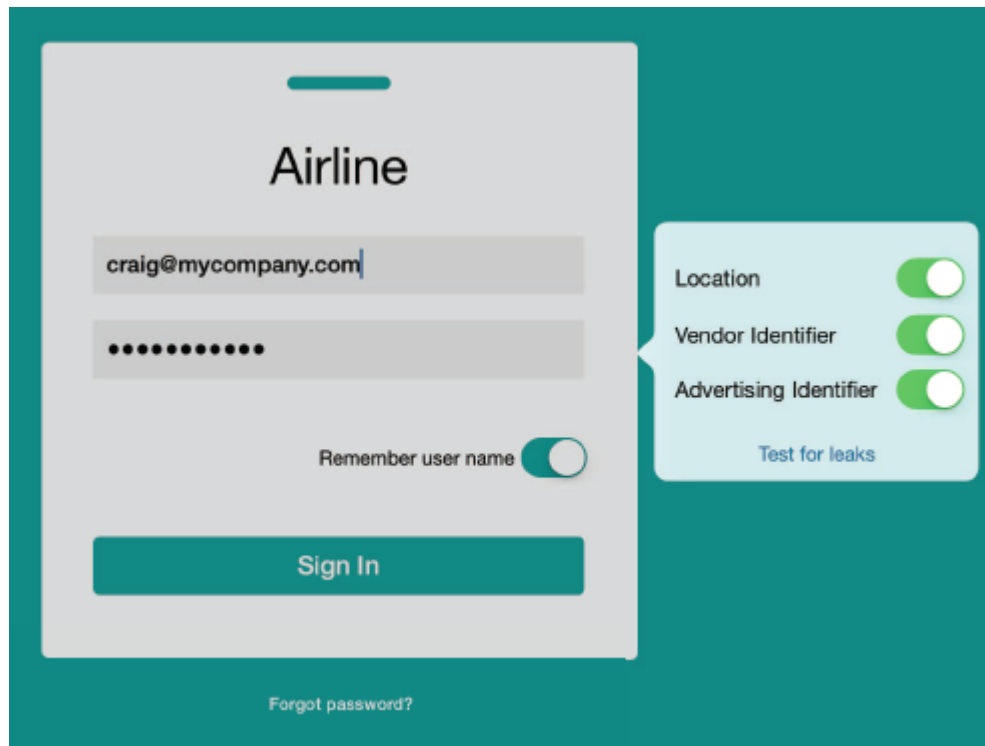 Airline
craig@mycompany.com
•••••••••••
Remember user name
Sign In
Forgot password?
Location
Vendor Identifier
Advertising Identifier
Test for leaks